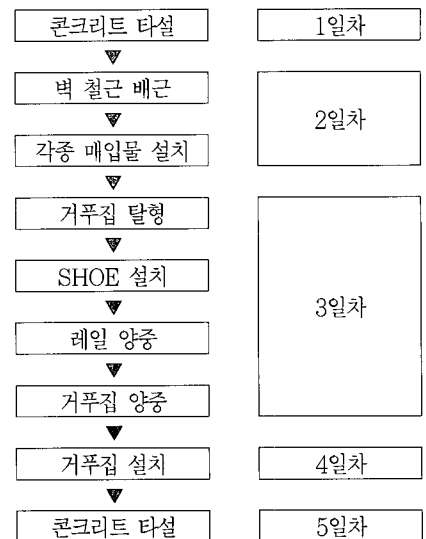 콘크리트 타설 1일차
벽 철근 배근
2일차
각종 매입물 설치
거푸집 탈형
SHOE 설치
3일차
레일 양중
거푸집 양중
거푸집 설치 4일차
콘크리트 타설 5일차